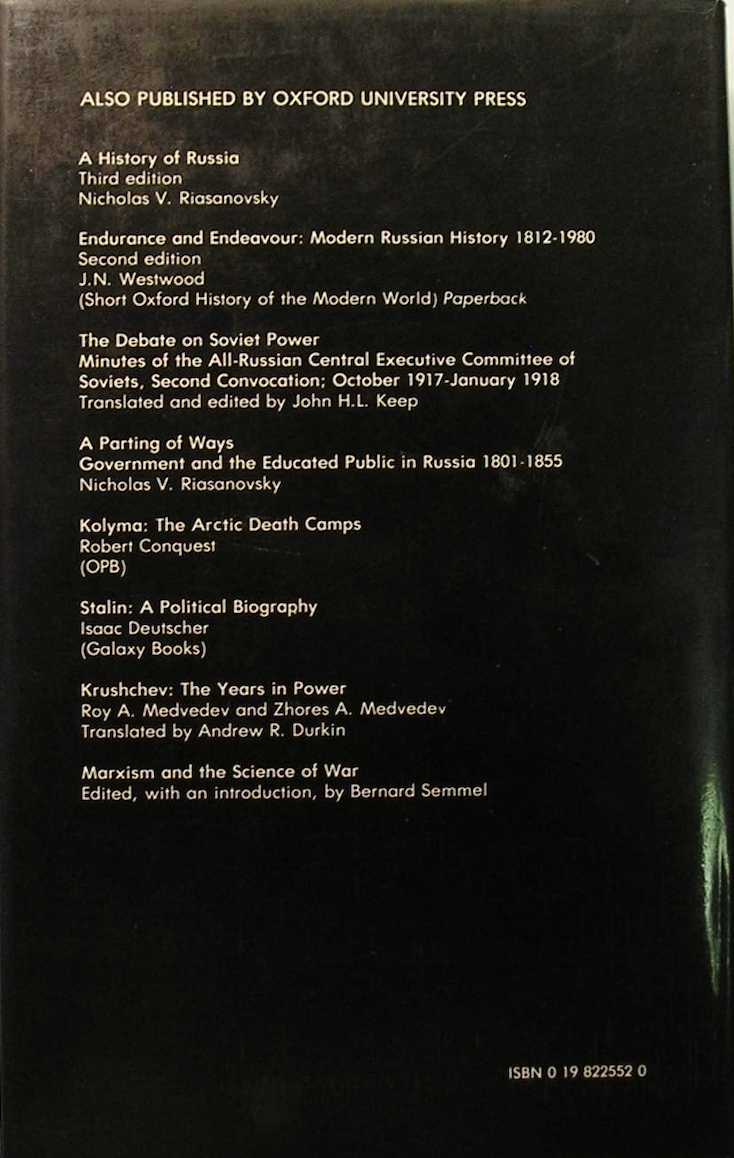 ALSO PUBLISHED BY OXFORD UNIVERSITY PRESS
A History of Russia
Third edition
Nicholas V. Riasanovsky
Endurance and Endeavour: Modern Russian History 1812-1980
Second edition
J.N. Westwood
(Short Oxford History of the Modern World) Paperback
The Debate on Soviet Power
Minutes of the All-Russian Central Executive Committee of
Soviets, Second Convocation; October 1917-January 1918
Translated and edited by John H.L. Keep
A Parting of Ways
Government and the Educated Public in Russia 1801-1855
Nicholas V. Riasanovsky
Kolyma: The Arctic Death Camps
Robert Conquest
(OPB)
Stalin: A Political Biography
Isaac Deutscher
(Galaxy Books)
Krushchev: The Years in Power
Roy A. Medvedev and Zhores A. Medvedev
Translated by Andrew R. Durkin
Marxism and the Science of War
Edited, with an introduction, by Bernard Semmel
ISBN 0 19 822552 0